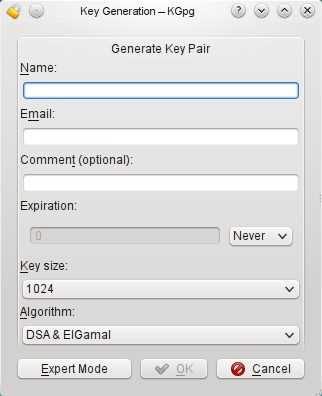 Key Generation – KGpg
Generate Key Pair
Name:
Email:
Comment (optional):
Expiration:
0
Never
Key size:
1024
Algorithm:
DSA & ElGamal
Expert Mode
OK
Cancel